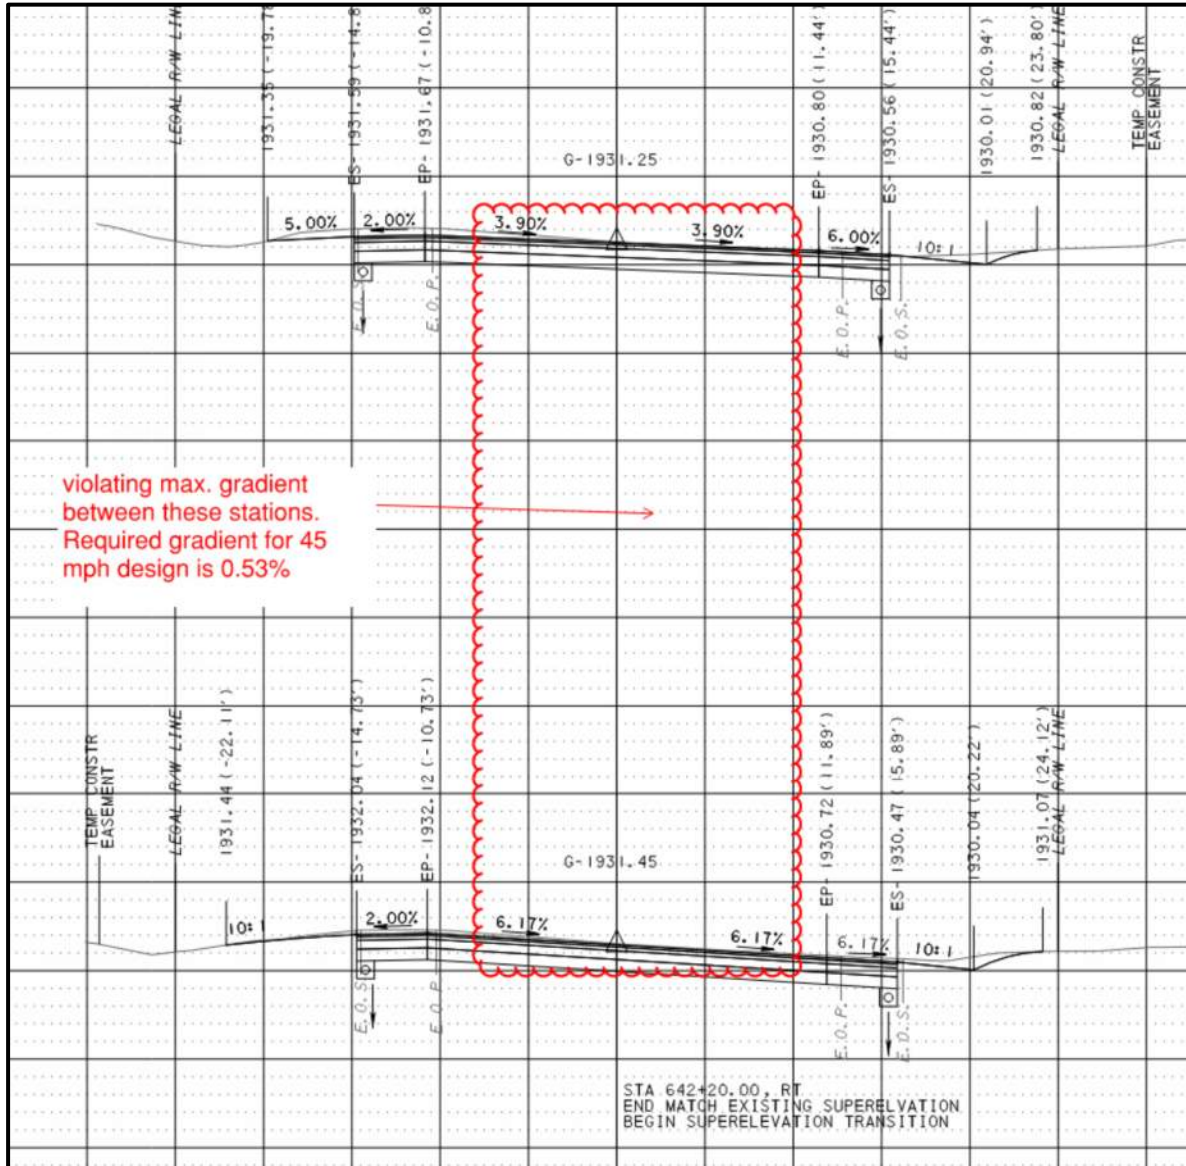 LEGAL R/W LINE
1931.35 (-19.78
ES- 1931.59 (-14.8
EP- 1931.67 (-10.8
G-1931.25
EP- 1930.80 (11.44')
ES- 1930.56 (15.44')
1930.01 (20.94')
1930.82 (23.80')
LEGAL R/W LINE
TEMP CONSTR
EASEMENT
5.00%
2.00%
3.90%
3.90%
6.00%
10:1
E.O.S.
E.O.P.
E.O.P.
E.O.S.
violating max. gradient
between these stations.
Required gradient for 45
mph design is 0.53%
TEMP CONSTR
EASEMENT
LEGAL R/W LINE
1931.44 (-22.11')
ES- 1932.04 (-14.73')
EP- 1932.12 (-10.73')
G-1931.45
EP- 1930.72 (11.89')
ES- 1930.47 (15.89')
1930.04 (20.22')
1931.07 (24.12')
LEGAL R/W LINE
10:1
2.00%
6.17%
6.17%
6.17%
10:1
E.O.S.
E.O.P.
E.O.P.
E.O.S.
STA 642+20.00, RT
END MATCH EXISTING SUPERELVATION
BEGIN SUPERELEVATION TRANSITION